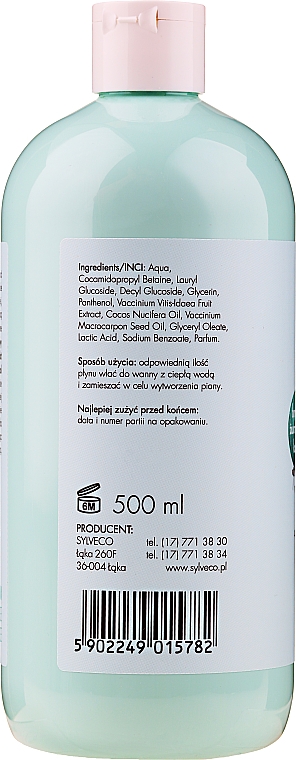 Ingredients/INCI: Aqua,
Cocamidopropyl Betaine, Lauryl
Glucoside, Decyl Glucoside, Glycerin,
Panthenol, Vaccinium Vitis-Idaea Fruit
Extract, Cocos Nucifera Oil, Vaccinium
Macrocarpon Seed Oil, Glyceryl Oleate,
Lactic Acid, Sodium Benzoate, Parfum.
Sposób użycia: odpowiednią ilość
płynu wlać do wanny z ciepłą wodą
i zamieszać w celu wytworzenia piany.
Najlepiej zużyć przed końcem:
data i numer partii na opakowaniu.
6M 500 ml
PRODUCENT:
SYLVECO tel. (17) 771 38 30
Łąka 260F tel. (17) 771 38 34
36-004 Łąka www.sylveco.pl
5 902249 015782